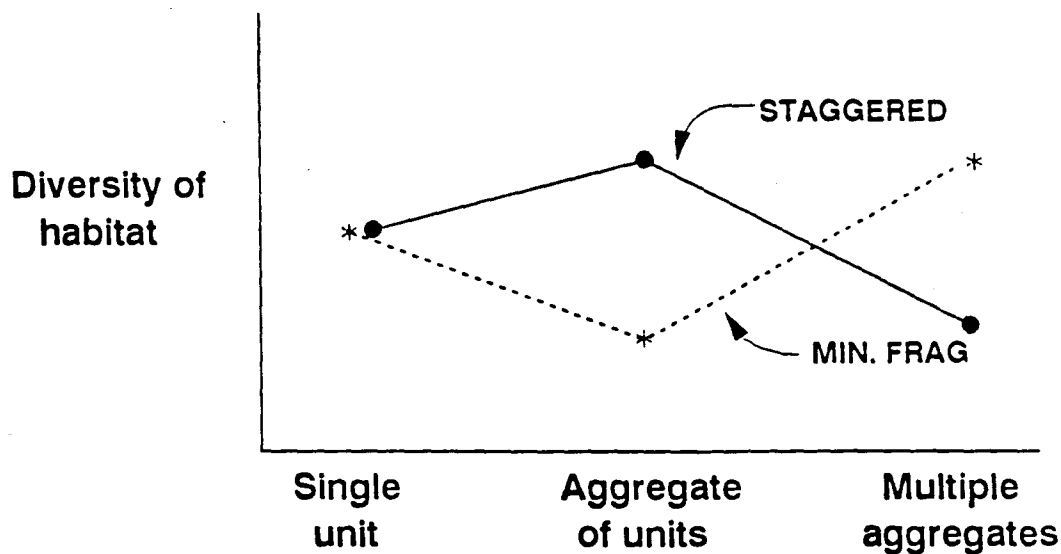 STAGGERED
Diversity of
habitat
MIN. FRAG
Single
unit
Aggregate
of units
Multiple
aggregates